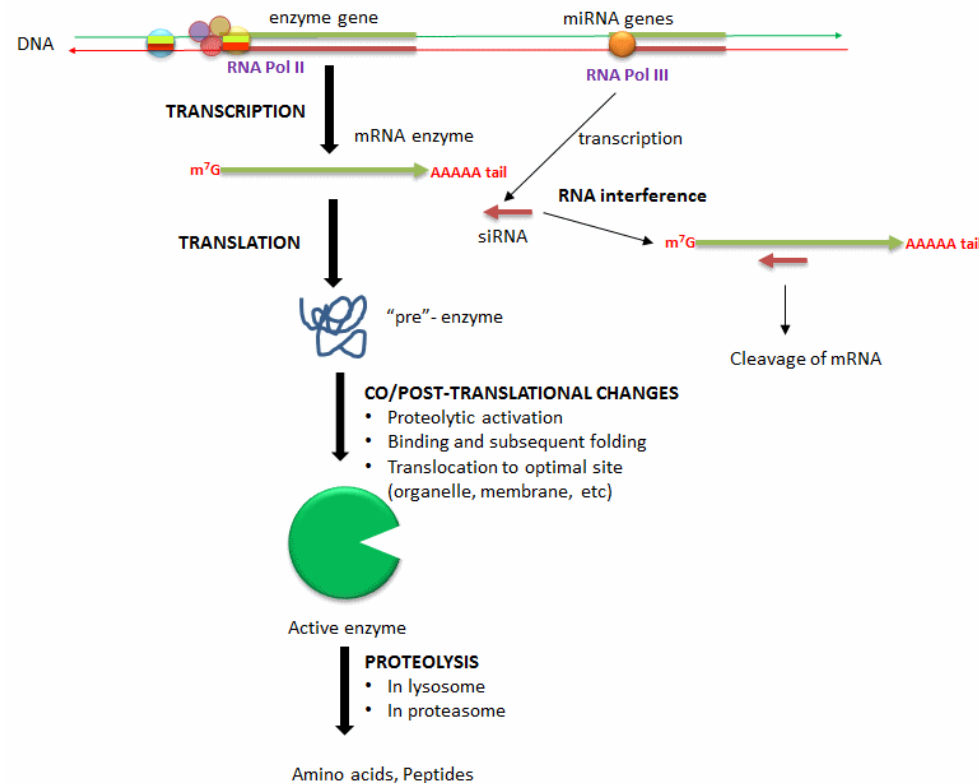 enzyme gene
miRNA genes
DNA
RNA Pol II
RNA Pol III
TRANSCRIPTION
mRNA enzyme
transcription
m⁷G
AAAAA tail
RNA interference
siRNA
m⁷G
AAAAA tail
TRANSLATION
"pre"- enzyme
Cleavage of mRNA
CO/POST-TRANSLATIONAL CHANGES
• Proteolytic activation
• Binding and subsequent folding
• Translocation to optimal site
(organelle, membrane, etc)
Active enzyme
PROTEOLYSIS
• In lysosome
• In proteasome
Amino acids, Peptides